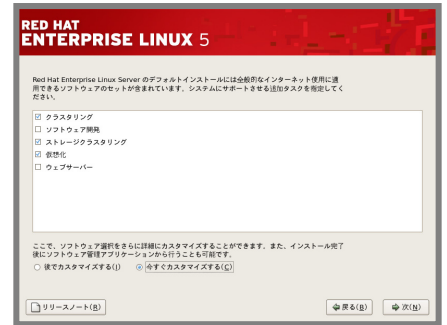 RED HAT
ENTERPRISE LINUX 5
Red Hat Enterprise Linux Server のデフォルトインストールには全般的なインターネット使用に適
用できるソフトウェアのセットが含まれています。システムにサポートさせる追加タスクを指定してく
ださい。
クラスタリング
ソフトウェア開発
ストレージクラスタリング
仮想化
ウェブサーバー
ここで、ソフトウェア選択をさらに詳細にカスタマイズすることができます。また、インストール完了
後にソフトウェア管理アプリケーションから行うことも可能です。
後でカスタマイズする(l) 今すぐカスタマイズする(C)
リリースノート(R) 戻る(B) 次(N)